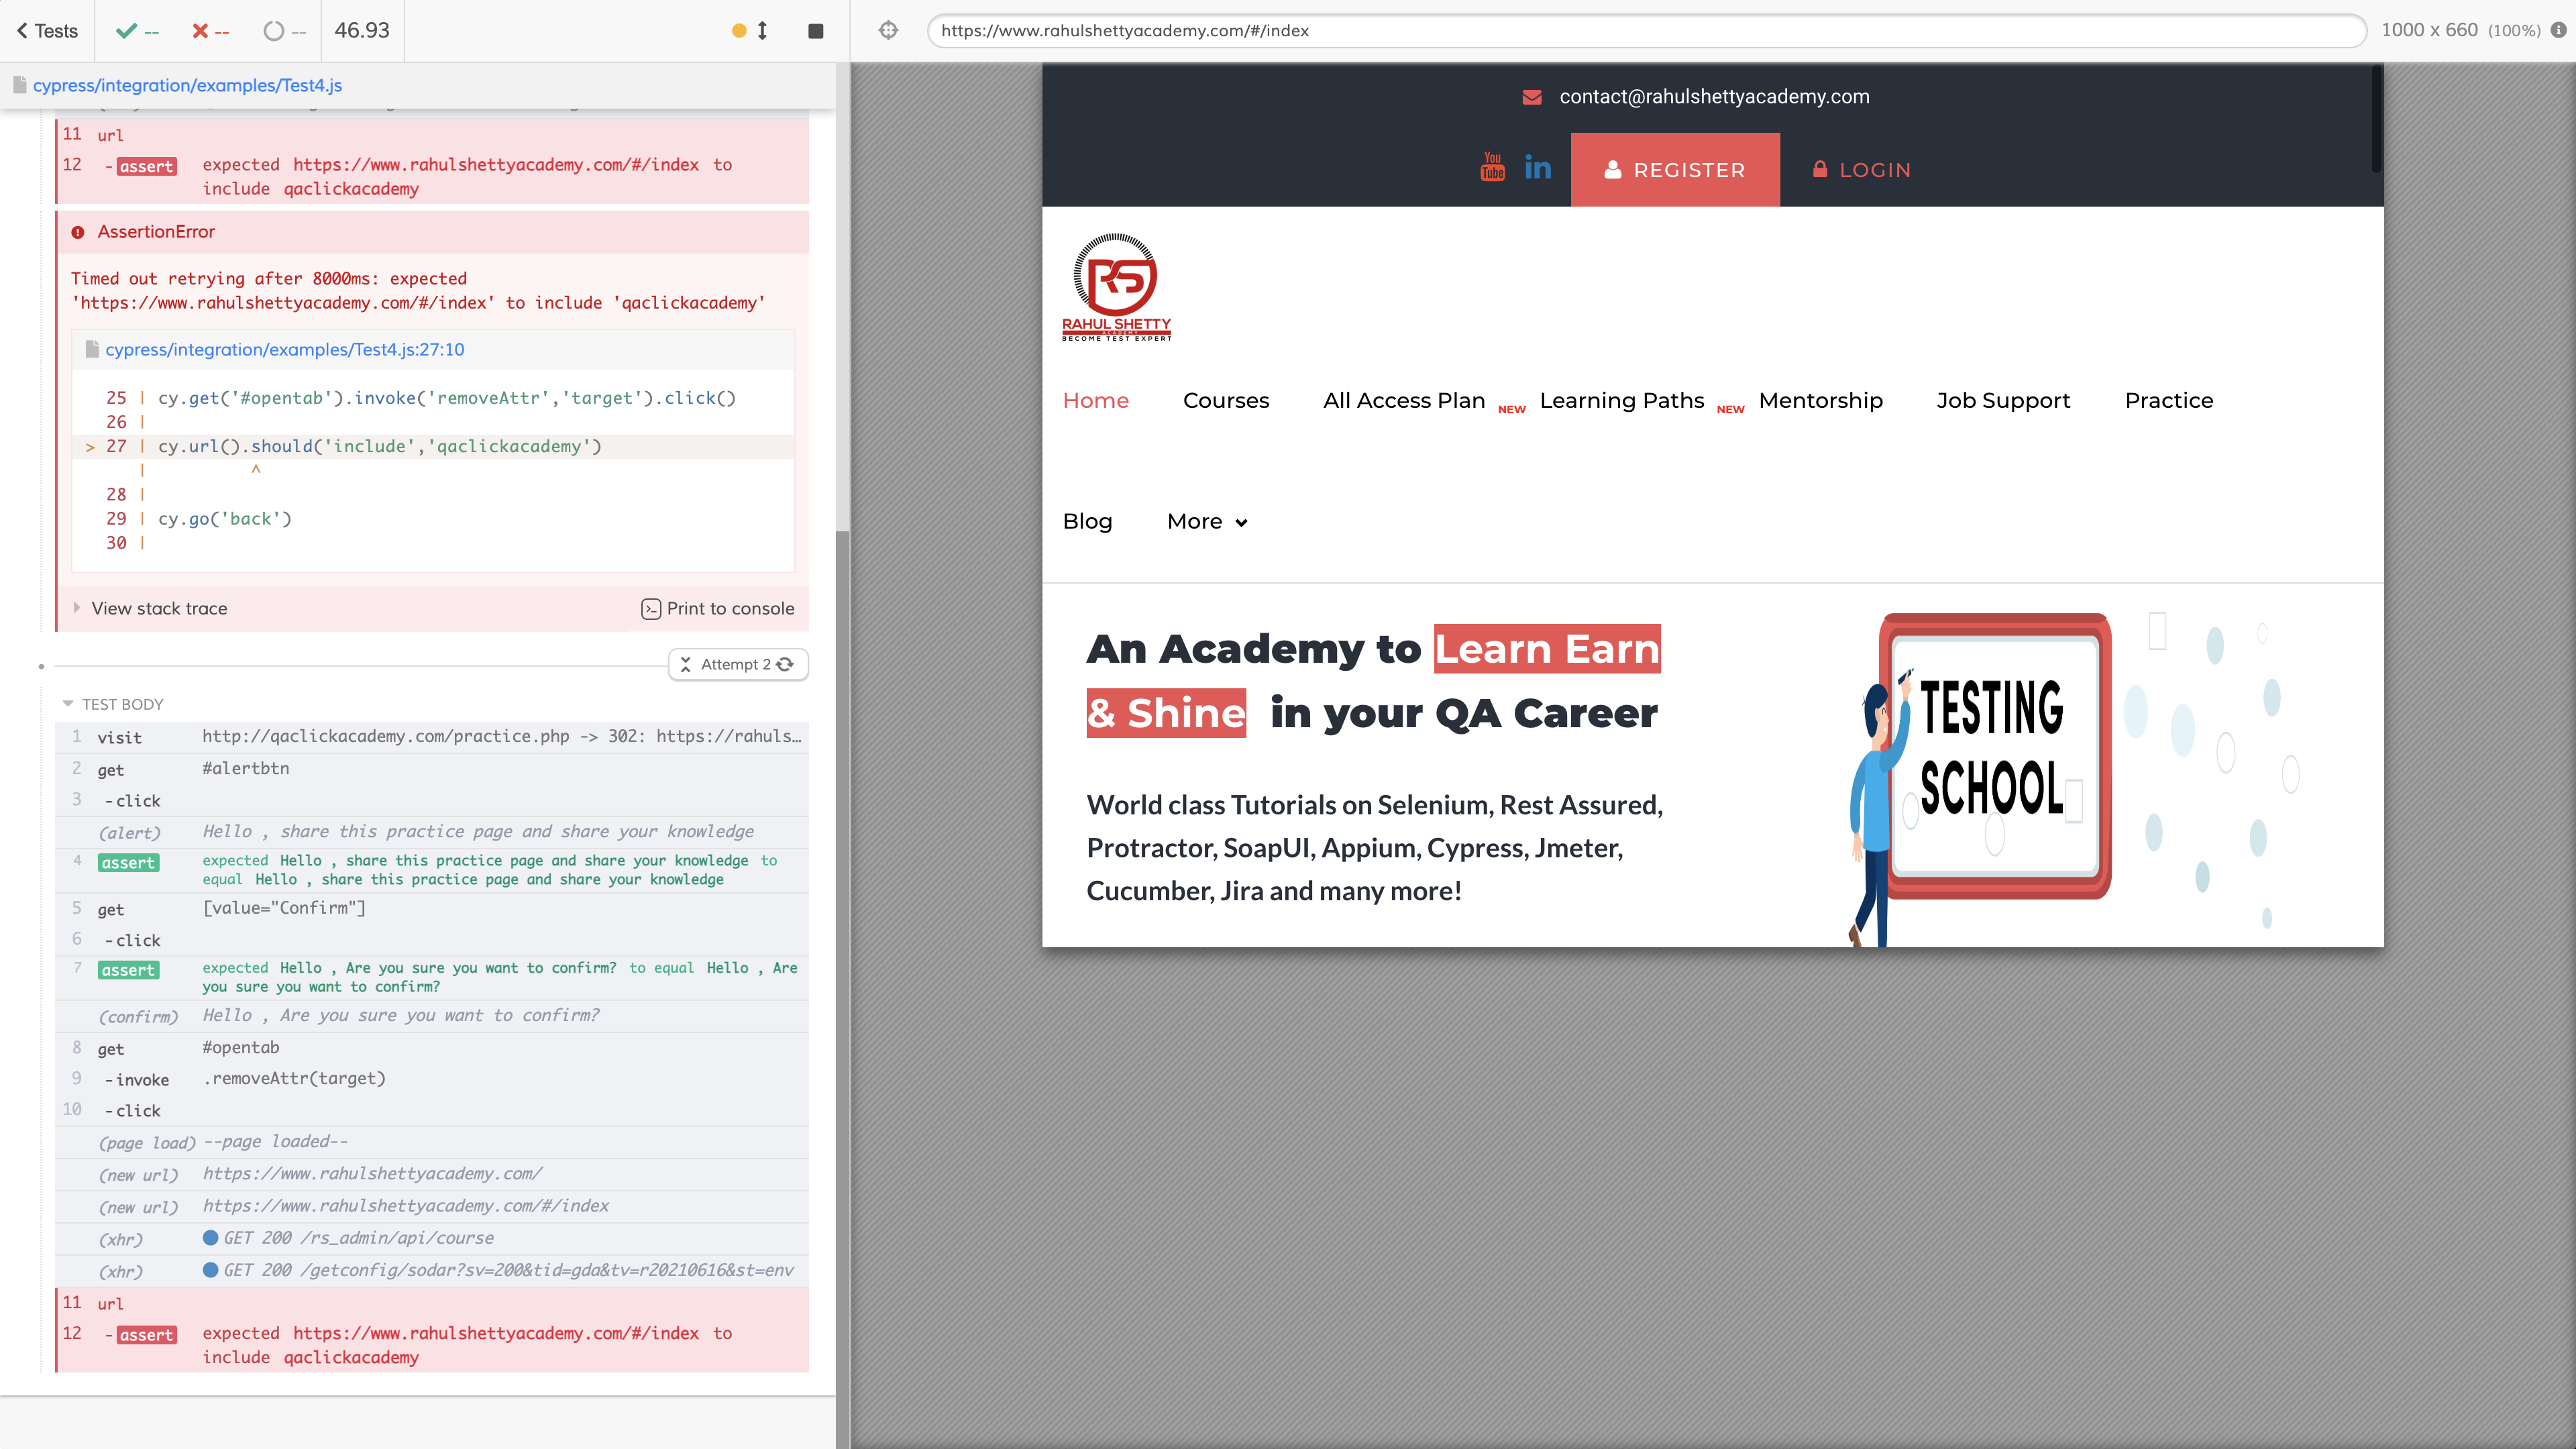 Tests
--
--
--
46.93
https://www.rahulshettyacademy.com/#/index
1000 x 660 (100%)
cypress/integration/examples/Test4.js
11 url
12 -assert expected https://www.rahulshettyacademy.com/#/index to
include qaclickacademy
AssertionError
Timed out retrying after 8000ms: expected
'https://www.rahulshettyacademy.com/#/index' to include 'qaclickacademy'
cypress/integration/examples/Test4.js:27:10
25 | cy.get('#opentab').invoke('removeAttr','target').click()
26 |
> 27 | cy.url().should('include','qaclickacademy')
| ^
28 |
29 | cy.go('back')
30 |
View stack trace
Print to console
Attempt 2
TEST BODY
1 visit http://qaclickacademy.com/practice.php -> 302: https://rahuls…
2 get #alertbtn
3 -click
(alert) Hello , share this practice page and share your knowledge
4 assert expected Hello , share this practice page and share your knowledge to
equal Hello , share this practice page and share your knowledge
5 get [value="Confirm"]
6 -click
7 assert expected Hello , Are you sure you want to confirm? to equal Hello , Are
you sure you want to confirm?
(confirm) Hello , Are you sure you want to confirm?
8 get #opentab
9 -invoke .removeAttr(target)
10 -click
(page load) --page loaded--
(new url) https://www.rahulshettyacademy.com/
(new url) https://www.rahulshettyacademy.com/#/index
(xhr) GET 200 /rs_admin/api/course
(xhr) GET 200 /getconfig/sodar?sv=200&tid=gda&tv=r20210616&st=env
11 url
12 -assert expected https://www.rahulshettyacademy.com/#/index to
include qaclickacademy
contact@rahulshettyacademy.com
You
Tube
in
REGISTER
LOGIN
RS
RAHUL SHETTY
ACADEMY
BECOME TEST EXPERT
Home
Courses
All Access Plan NEW
Learning Paths NEW
Mentorship
Job Support
Practice
Blog
More
An Academy to Learn Earn
& Shine in your QA Career
World class Tutorials on Selenium, Rest Assured,
Protractor, SoapUI, Appium, Cypress, Jmeter,
Cucumber, Jira and many more!
TESTING
SCHOOL